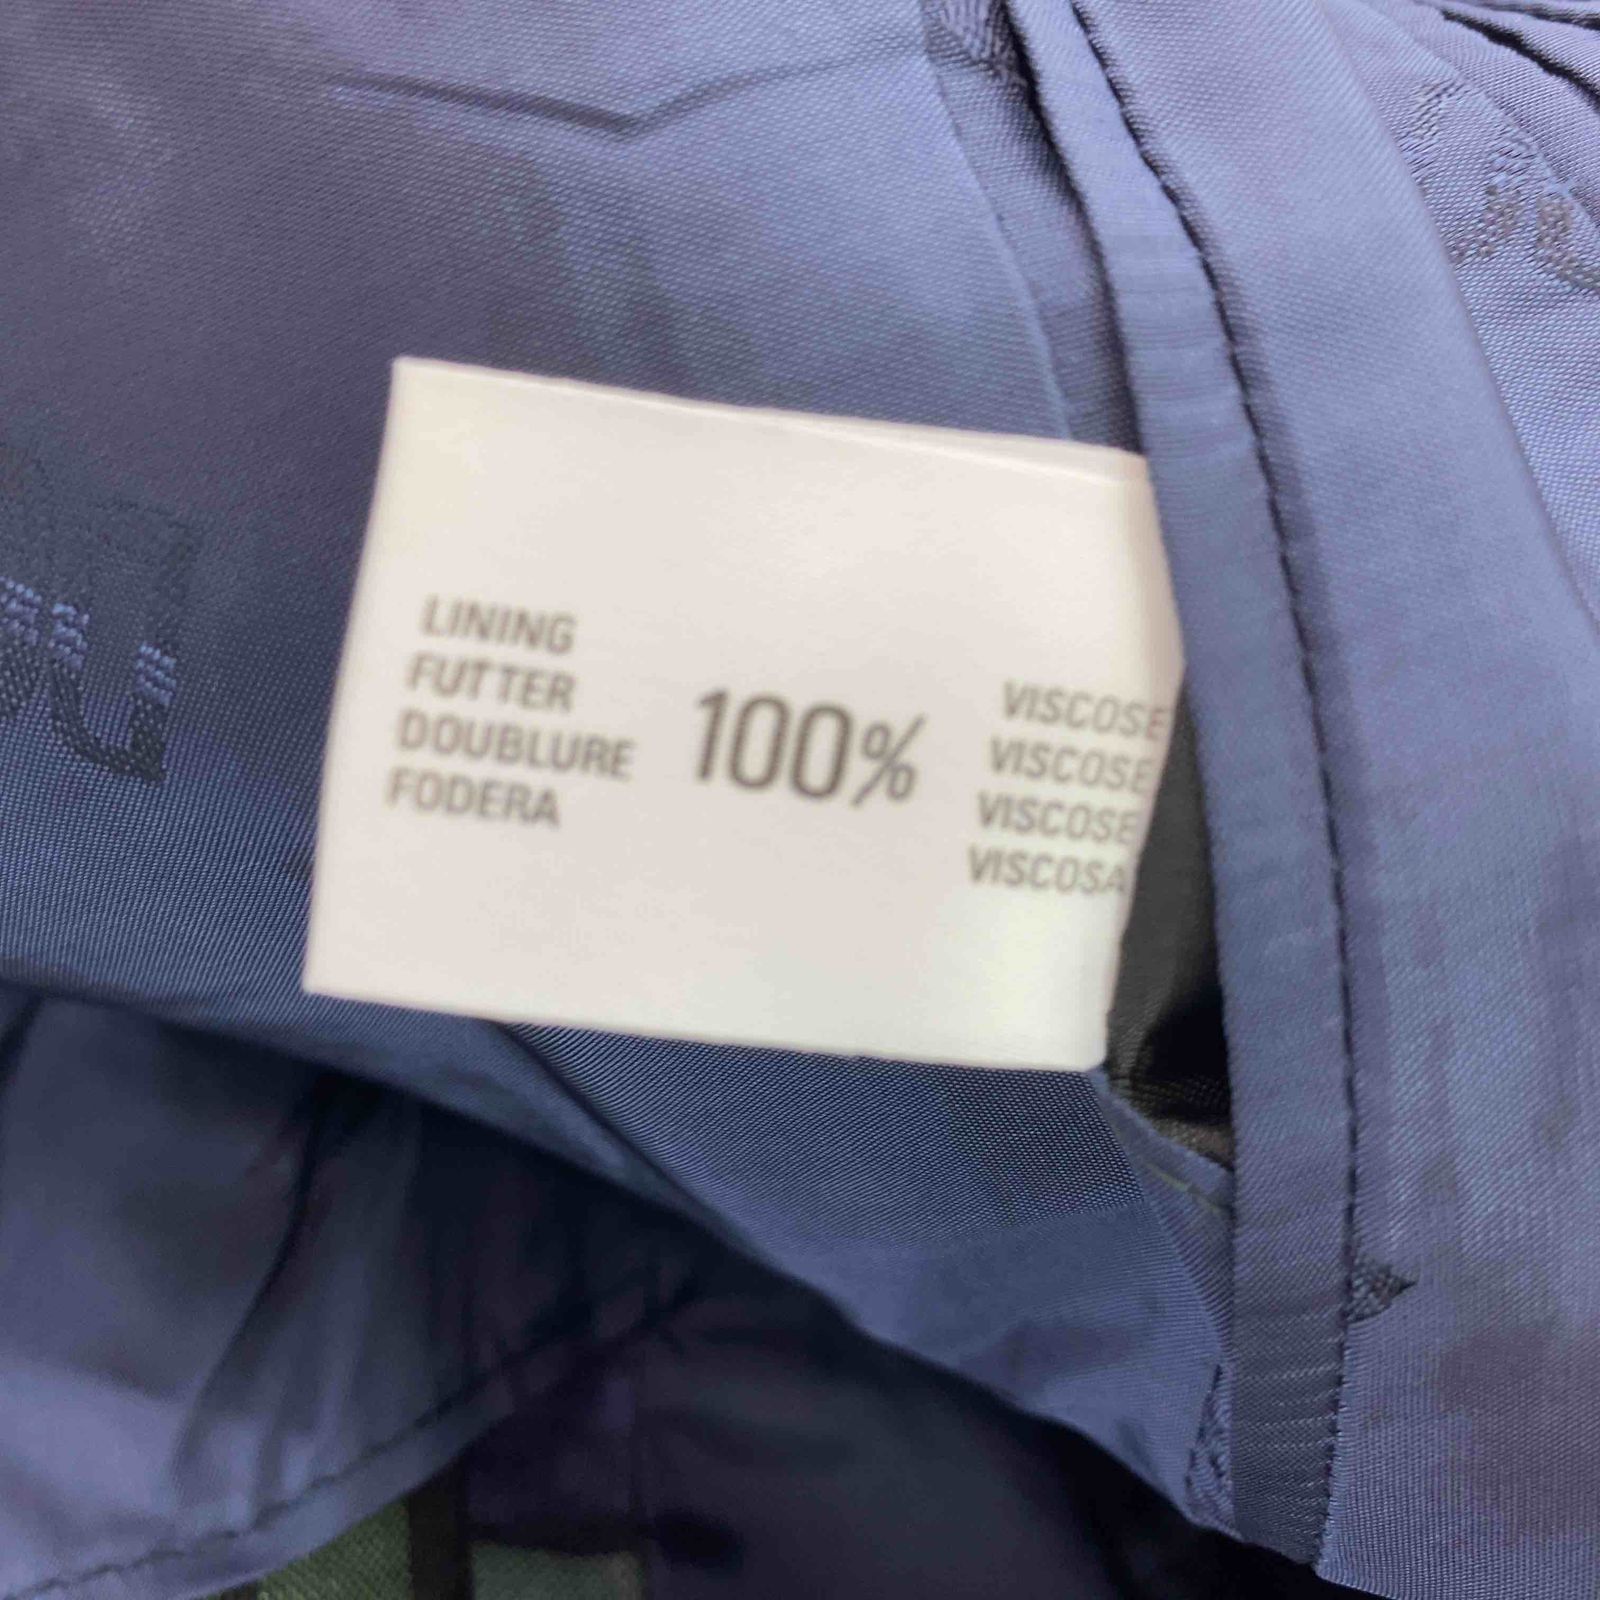 LINING
FUTTER
DOUBLURE
FODERA
100%
VISCOSE
VISCOSE
VISCOSE
VISCOSA